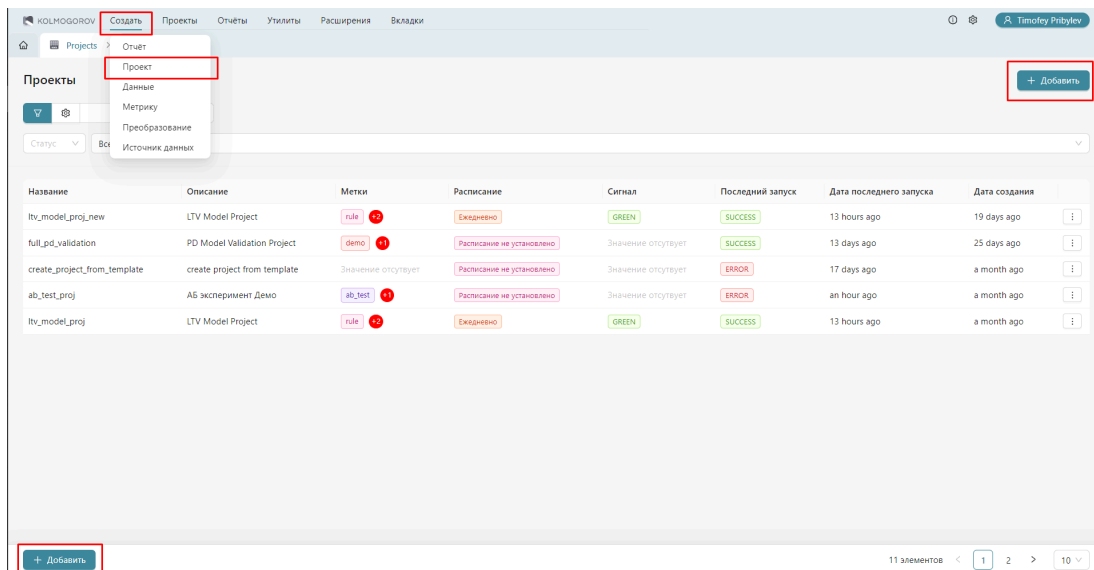 KOLMOGOROV Создать Проекты Отчёты Утилиты Расширения Вкладки Timofey Pribylev
Projects > Отчёт
Проект
Проекты + Добавить
Данные
Метрику
Преобразование
Статус Источник данных
Название Описание Метки Расписание Сигнал Последний запуск Дата последнего запуска Дата создания
ltv_model_proj_new LTV Model Project rule +2 Ежедневно GREEN SUCCESS 13 hours ago 19 days ago
full_pd_validation PD Model Validation Project demo +1 Расписание не установлено Значение отсутвует SUCCESS 13 days ago 25 days ago
create_project_from_template create project from template Значение отсутвует Расписание не установлено Значение отсутвует ERROR 17 days ago a month ago
ab_test_proj АБ эксперимент Демо ab_test +1 Расписание не установлено Значение отсутвует ERROR an hour ago a month ago
ltv_model_proj LTV Model Project rule +2 Ежедневно GREEN SUCCESS 13 hours ago a month ago
+ Добавить 11 элементов < 1 2 > 10